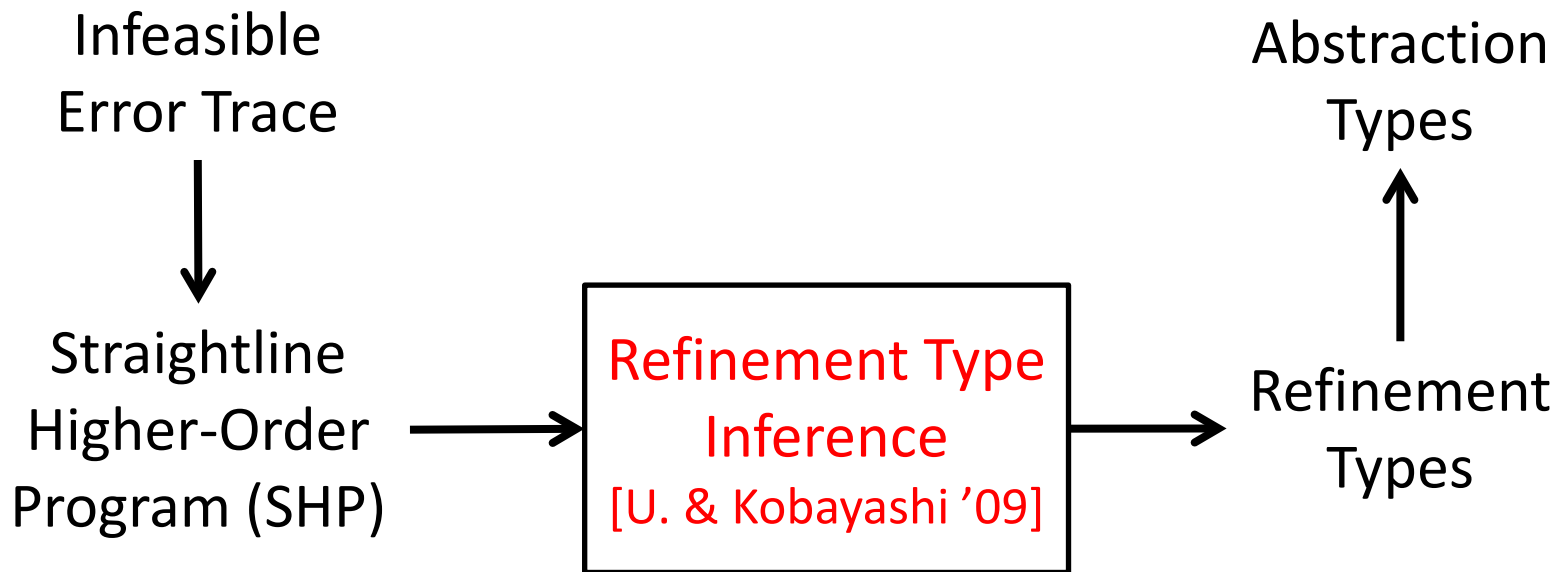 Infeasible
Error Trace
Straightline
Higher-Order
Program (SHP)
Refinement Type
Inference
[U. & Kobayashi ’09]
Refinement
Types
Abstraction
Types